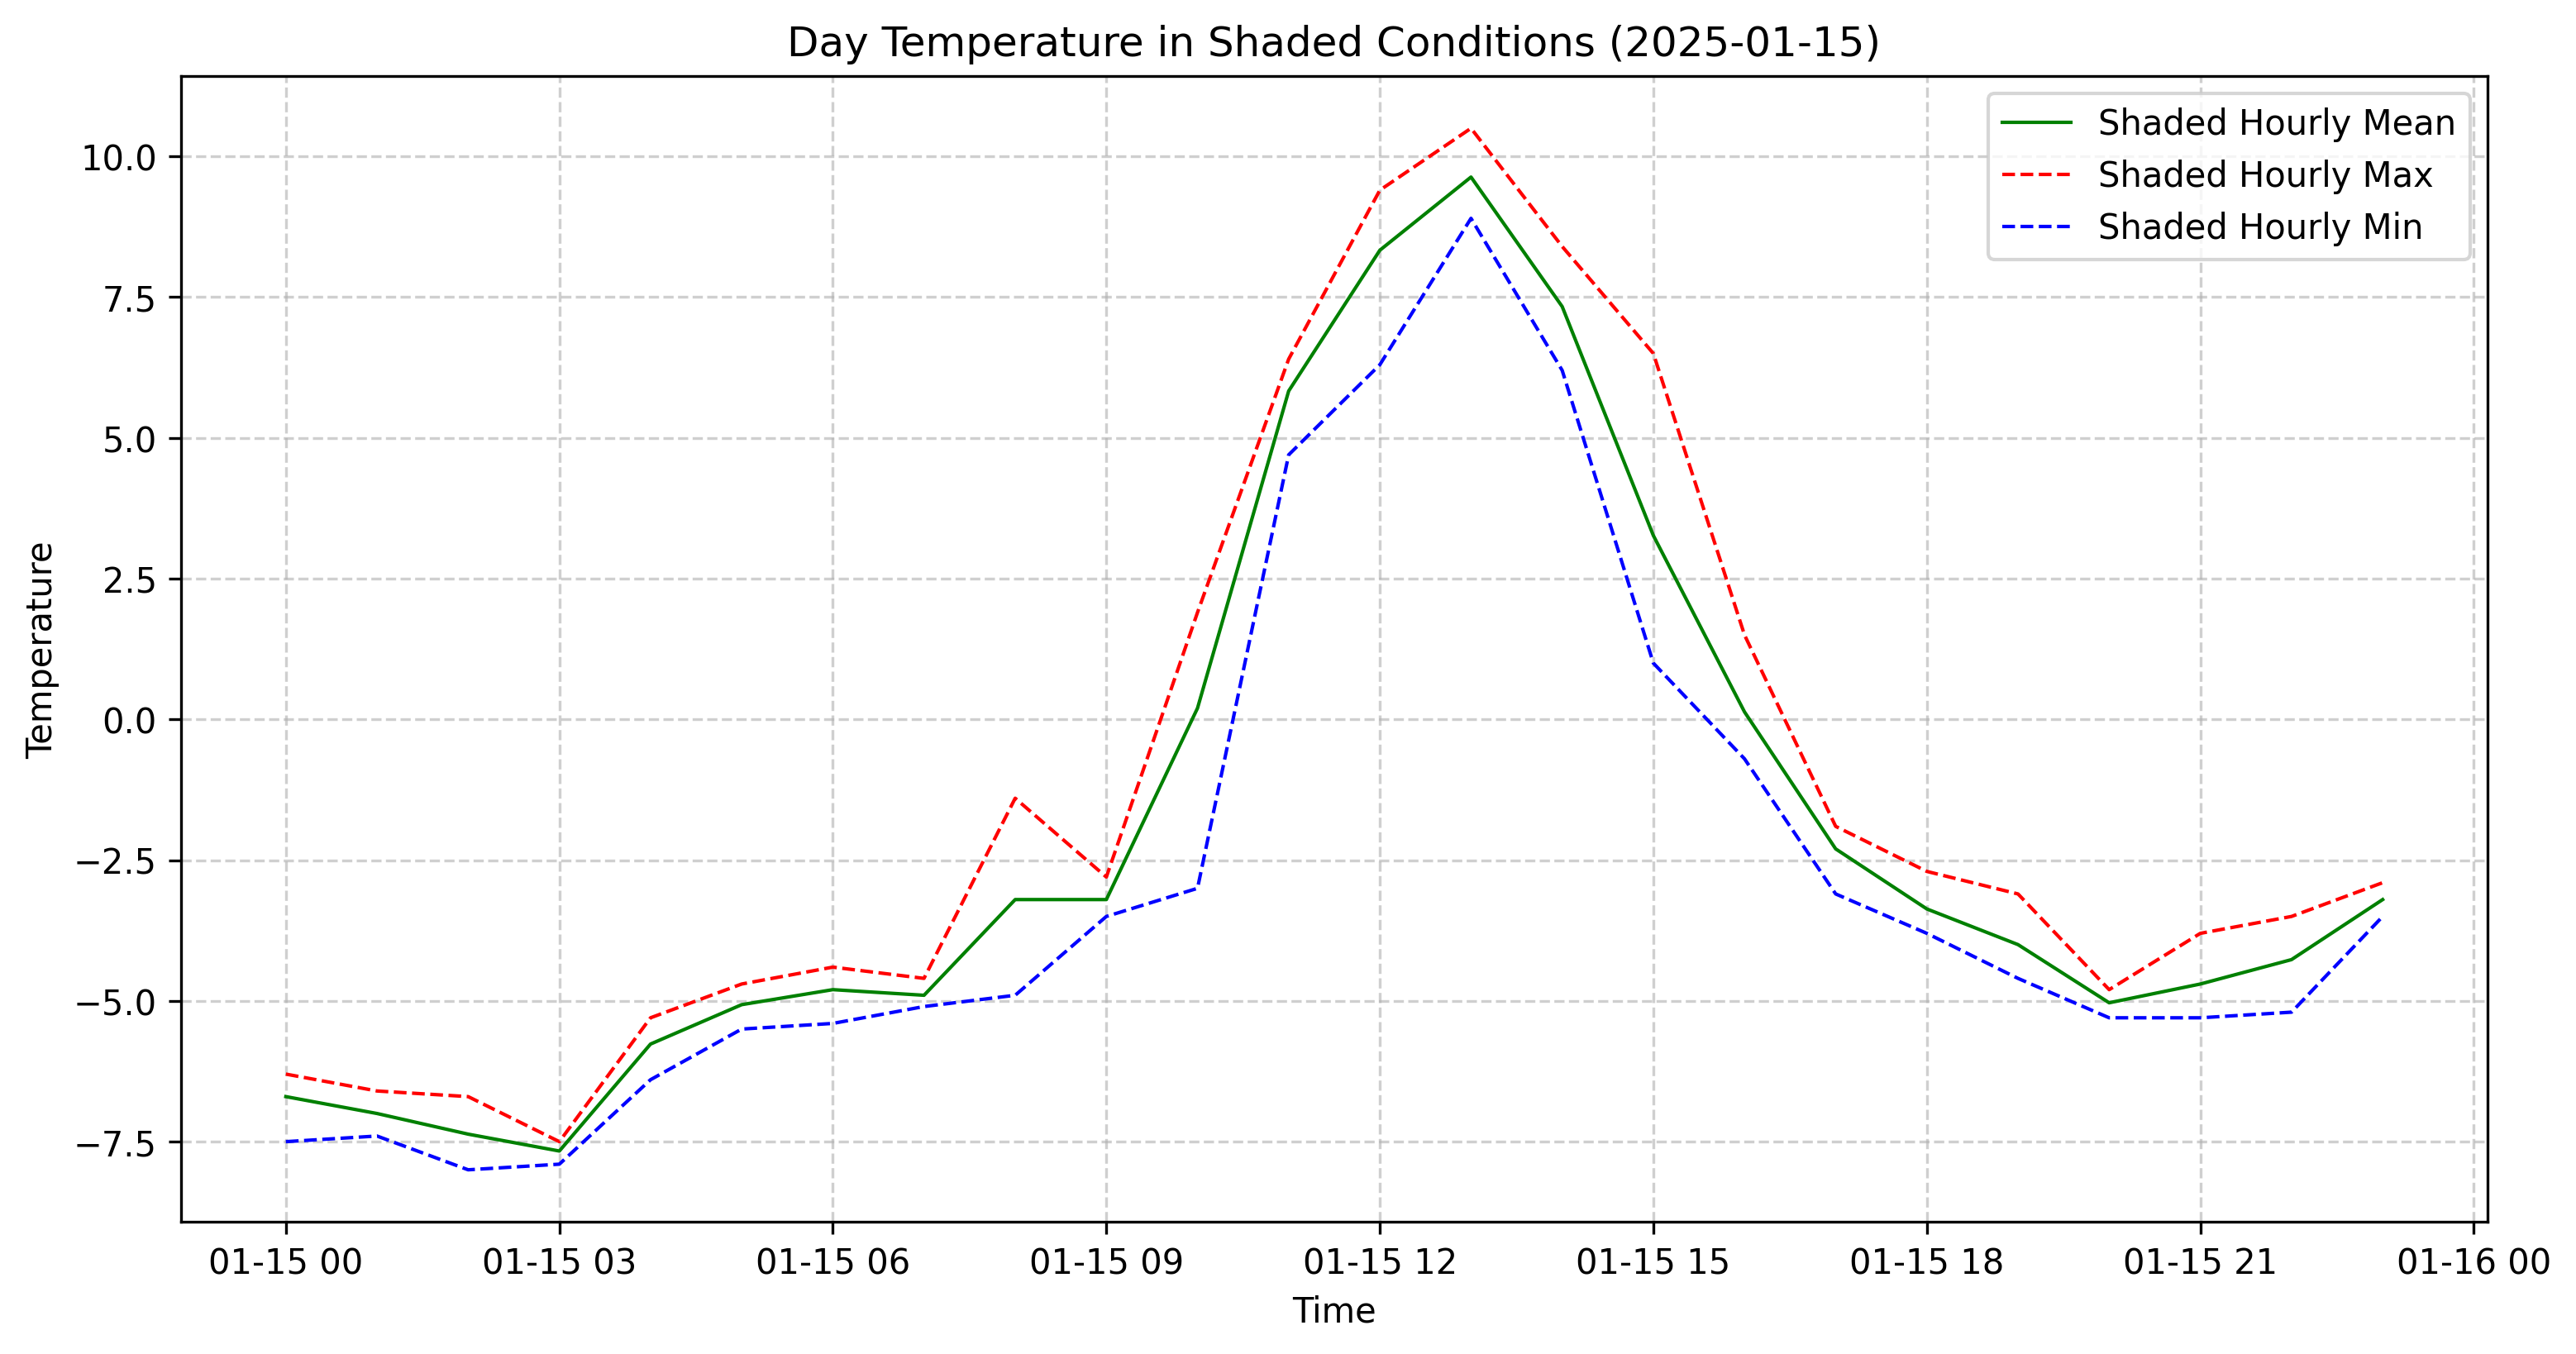 Day Temperature in Shaded Conditions (2025-01-15)
Shaded Hourly Mean
Shaded Hourly Max
Shaded Hourly Min
10.0
7.5
5.0
2.5
0.0
−2.5
−5.0
−7.5
Temperature
01-15 00 01-15 03 01-15 06 01-15 09 01-15 12 01-15 15 01-15 18 01-15 21 01-16 00
Time